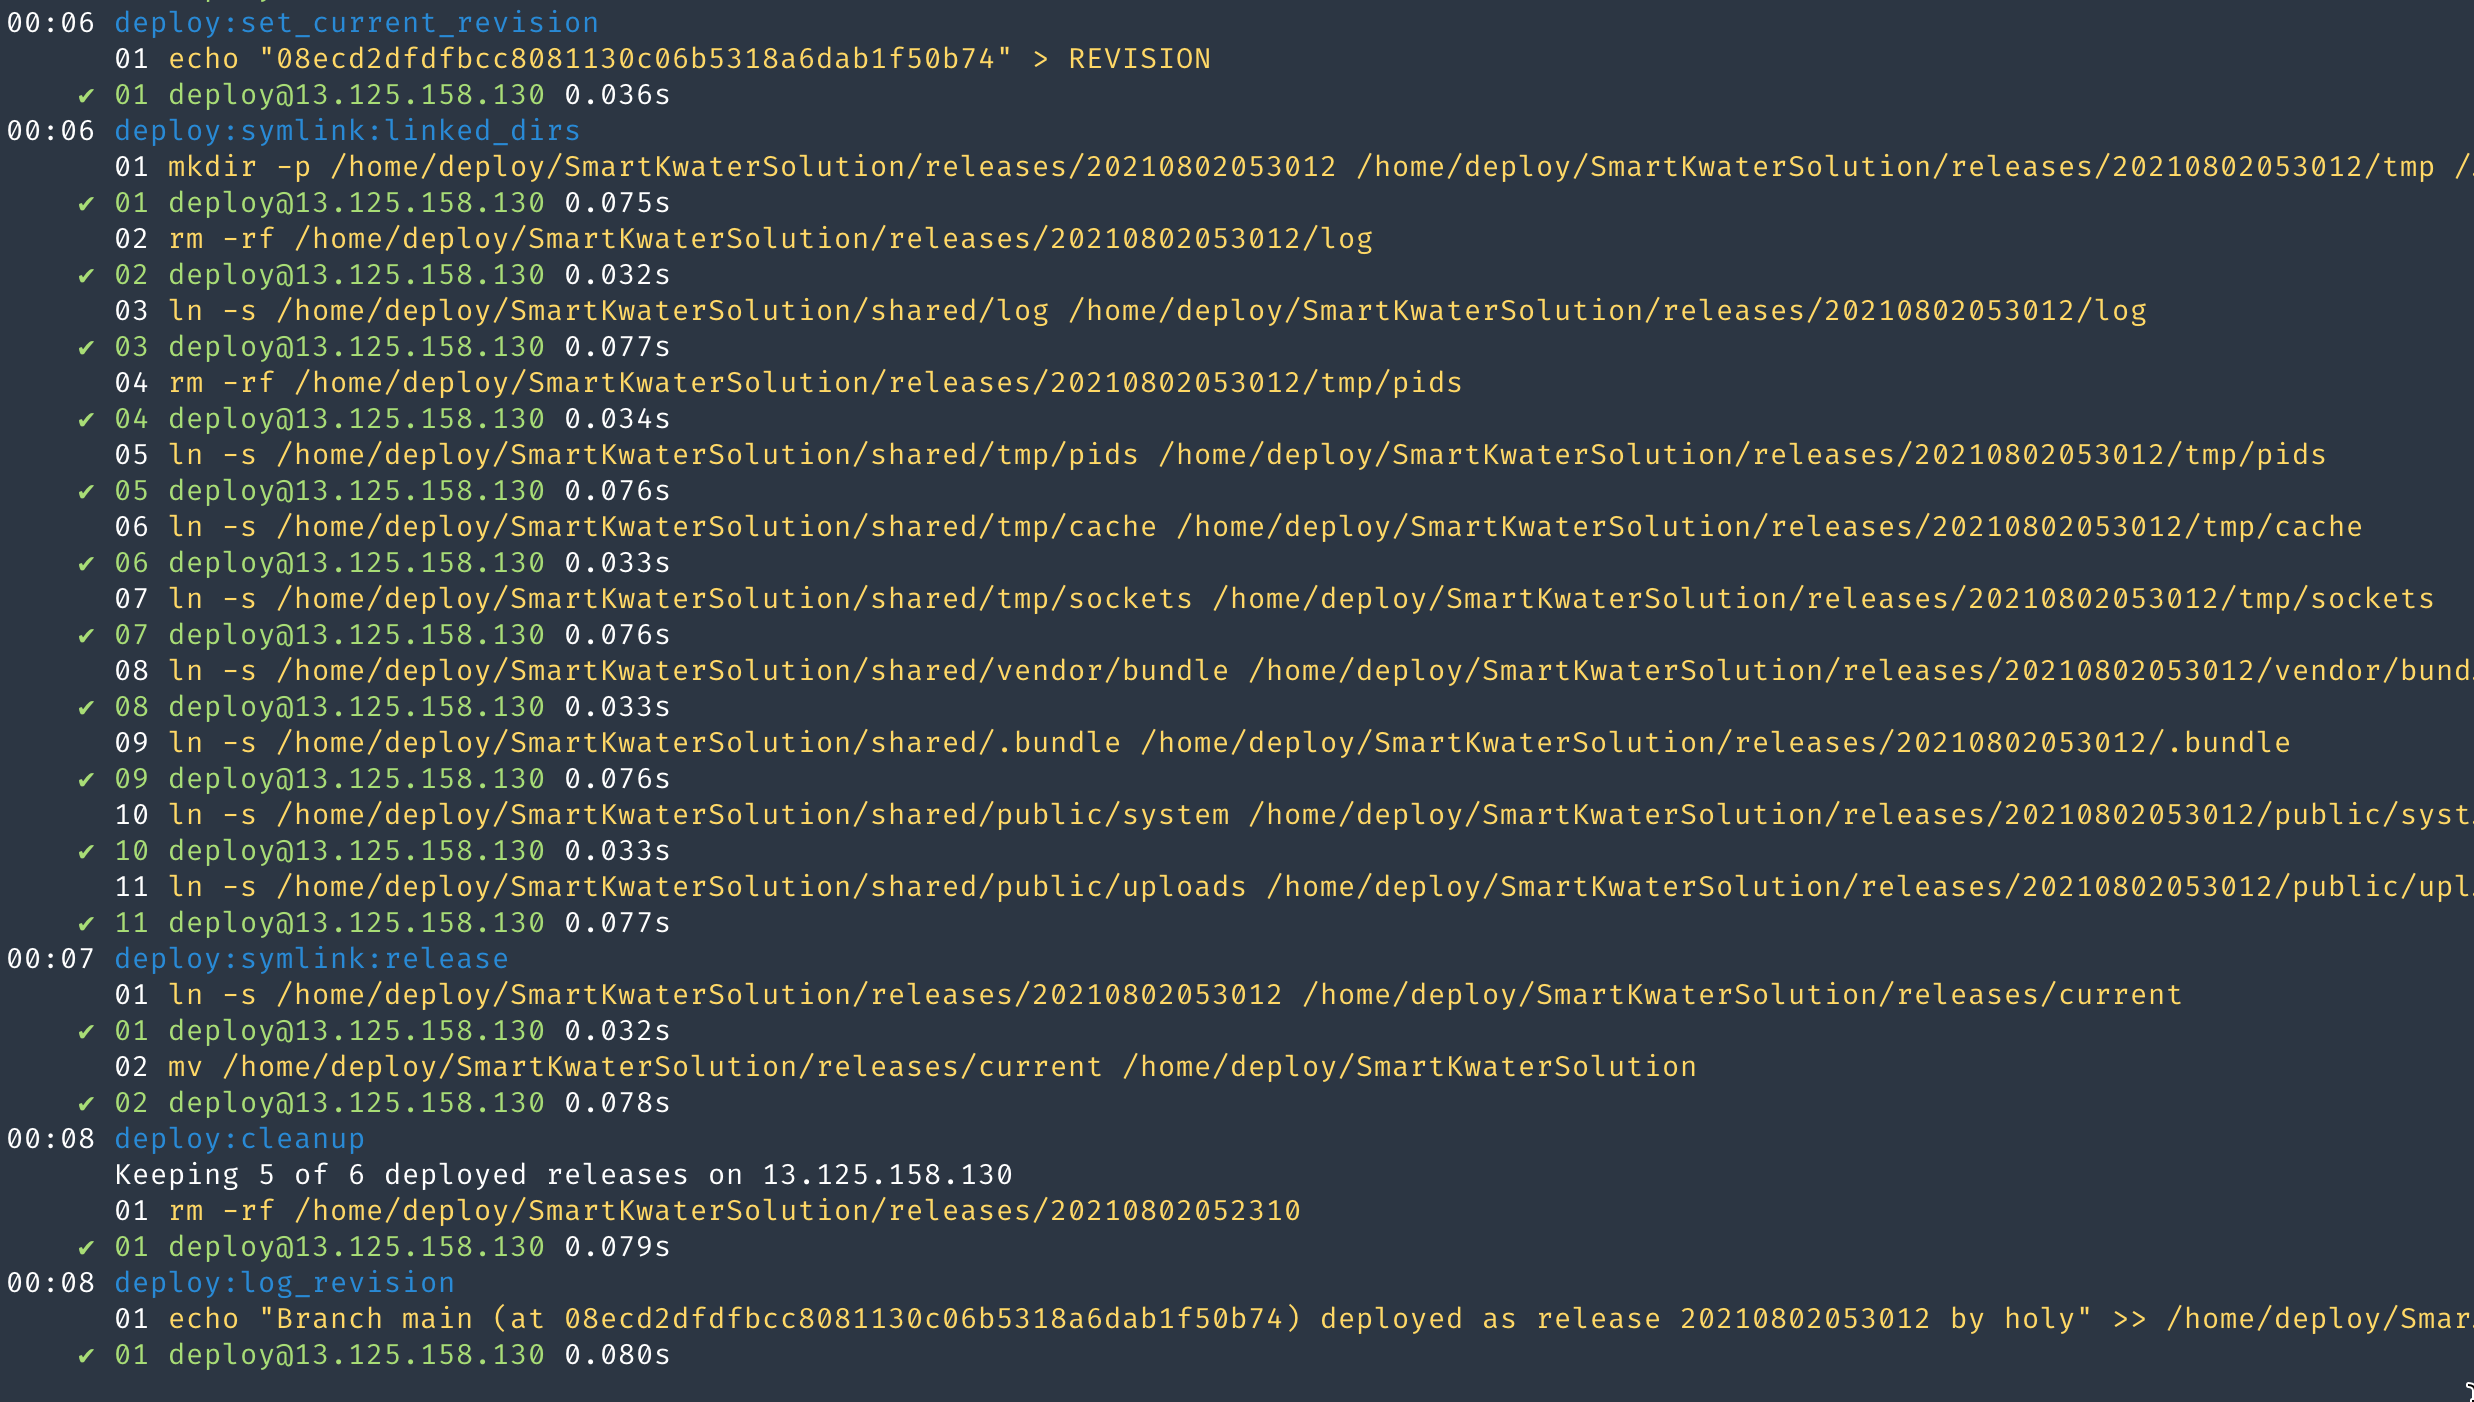 00:06 deploy:set_current_revision
01 echo "08ecd2dfdfbcc8081130c06b5318a6dab1f50b74" > REVISION
✔ 01 deploy@13.125.158.130 0.036s
00:06 deploy:symlink:linked_dirs
01 mkdir -p /home/deploy/SmartKwaterSolution/releases/20210802053012 /home/deploy/SmartKwaterSolution/releases/20210802053012/tmp /
✔ 01 deploy@13.125.158.130 0.075s
02 rm -rf /home/deploy/SmartKwaterSolution/releases/20210802053012/log
✔ 02 deploy@13.125.158.130 0.032s
03 ln -s /home/deploy/SmartKwaterSolution/shared/log /home/deploy/SmartKwaterSolution/releases/20210802053012/log
✔ 03 deploy@13.125.158.130 0.077s
04 rm -rf /home/deploy/SmartKwaterSolution/releases/20210802053012/tmp/pids
✔ 04 deploy@13.125.158.130 0.034s
05 ln -s /home/deploy/SmartKwaterSolution/shared/tmp/pids /home/deploy/SmartKwaterSolution/releases/20210802053012/tmp/pids
✔ 05 deploy@13.125.158.130 0.076s
06 ln -s /home/deploy/SmartKwaterSolution/shared/tmp/cache /home/deploy/SmartKwaterSolution/releases/20210802053012/tmp/cache
✔ 06 deploy@13.125.158.130 0.033s
07 ln -s /home/deploy/SmartKwaterSolution/shared/tmp/sockets /home/deploy/SmartKwaterSolution/releases/20210802053012/tmp/sockets
✔ 07 deploy@13.125.158.130 0.076s
08 ln -s /home/deploy/SmartKwaterSolution/shared/vendor/bundle /home/deploy/SmartKwaterSolution/releases/20210802053012/vendor/bund
✔ 08 deploy@13.125.158.130 0.033s
09 ln -s /home/deploy/SmartKwaterSolution/shared/.bundle /home/deploy/SmartKwaterSolution/releases/20210802053012/.bundle
✔ 09 deploy@13.125.158.130 0.076s
10 ln -s /home/deploy/SmartKwaterSolution/shared/public/system /home/deploy/SmartKwaterSolution/releases/20210802053012/public/syst
✔ 10 deploy@13.125.158.130 0.033s
11 ln -s /home/deploy/SmartKwaterSolution/shared/public/uploads /home/deploy/SmartKwaterSolution/releases/20210802053012/public/upl
✔ 11 deploy@13.125.158.130 0.077s
00:07 deploy:symlink:release
01 ln -s /home/deploy/SmartKwaterSolution/releases/20210802053012 /home/deploy/SmartKwaterSolution/releases/current
✔ 01 deploy@13.125.158.130 0.032s
02 mv /home/deploy/SmartKwaterSolution/releases/current /home/deploy/SmartKwaterSolution
✔ 02 deploy@13.125.158.130 0.078s
00:08 deploy:cleanup
Keeping 5 of 6 deployed releases on 13.125.158.130
01 rm -rf /home/deploy/SmartKwaterSolution/releases/20210802052310
✔ 01 deploy@13.125.158.130 0.079s
00:08 deploy:log_revision
01 echo "Branch main (at 08ecd2dfdfbcc8081130c06b5318a6dab1f50b74) deployed as release 20210802053012 by holy" >> /home/deploy/Smar
✔ 01 deploy@13.125.158.130 0.080s